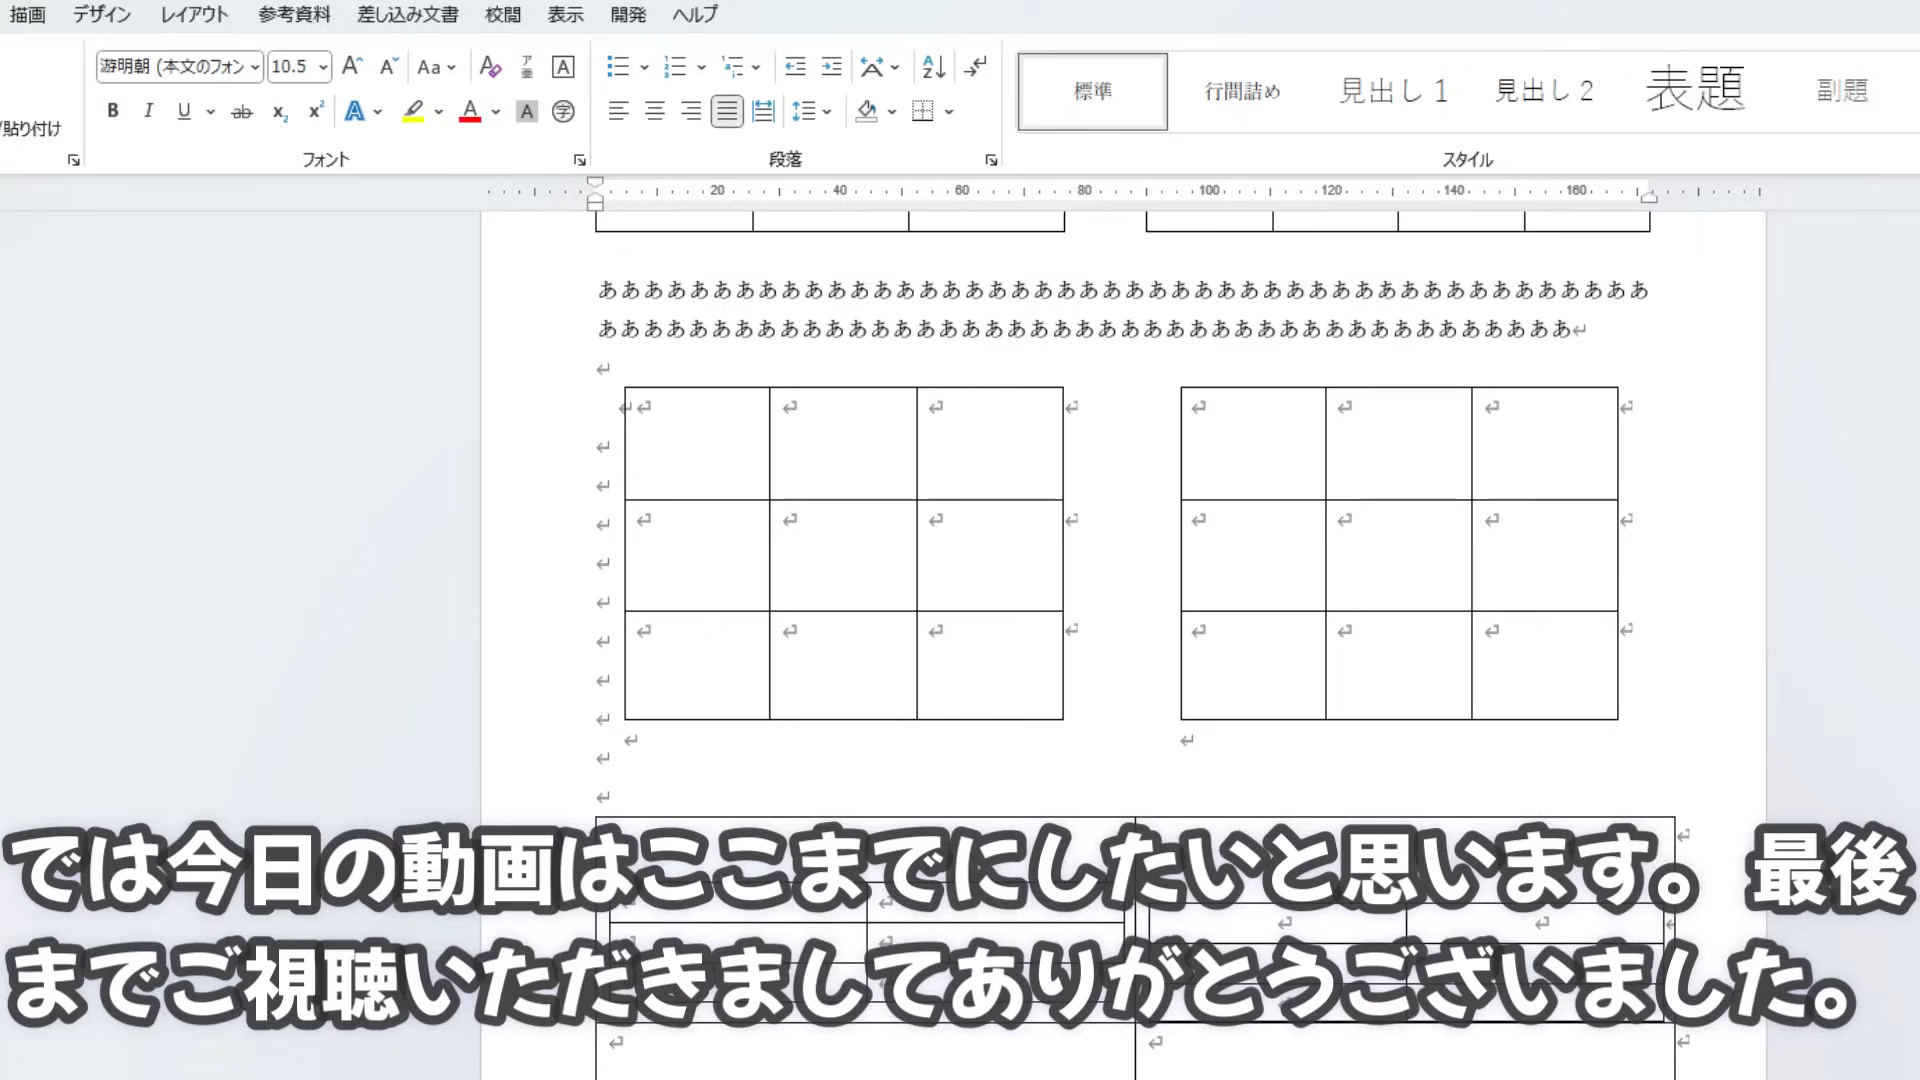 描画 デザイン レイアウト 参考資料 差し込み文書 校閲 表示 開発 ヘルプ
游明朝 (本文のフォン 10.5 A A Aa ア亜 A
標準 行間詰め 見出し 1 見出し 2 表題 副題
B I U ab x₂ x² A A A 字
/貼り付け
フォント 段落 スタイル
20 40 60 80 100 120 140 160
ああああああああああああああああああああああああああああああああああああああああああああああ
あああああああああああああああああああああああああああああああああああああああああああ
では今日の動画はここまでにしたいと思います。最後
までご視聴いただきましてありがとうございました。